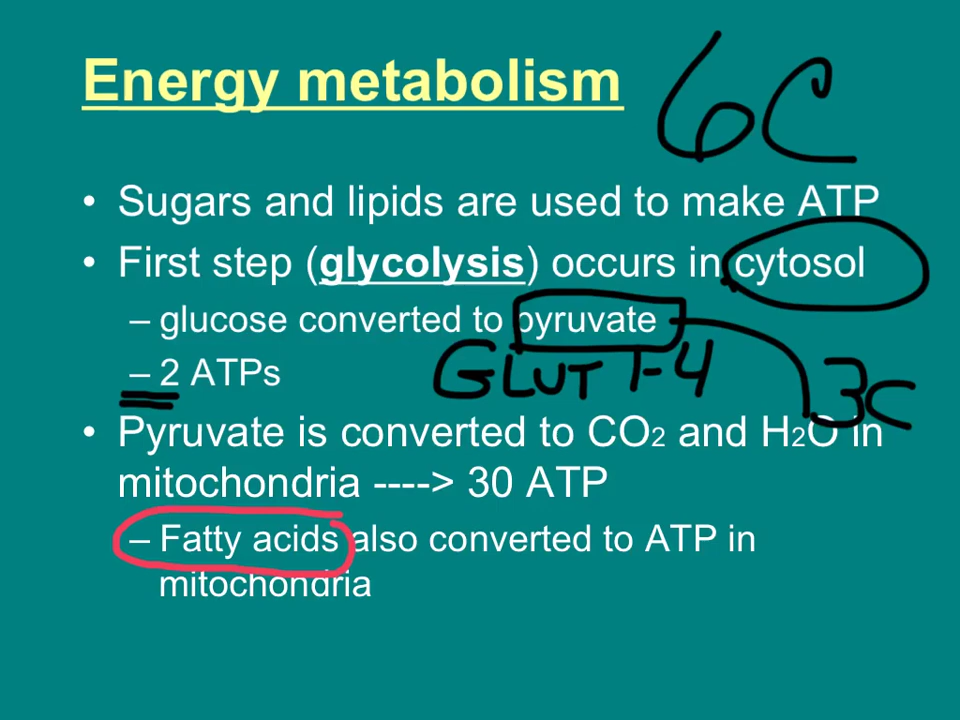 Energy metabolism
6C
• Sugars and lipids are used to make ATP
• First step (glycolysis) occurs in cytosol
– glucose converted to pyruvate
GLUT 1-4
3C
– 2 ATPs
• Pyruvate is converted to CO2 and H2O in
mitochondria ----> 30 ATP
– Fatty acids also converted to ATP in
mitochondria